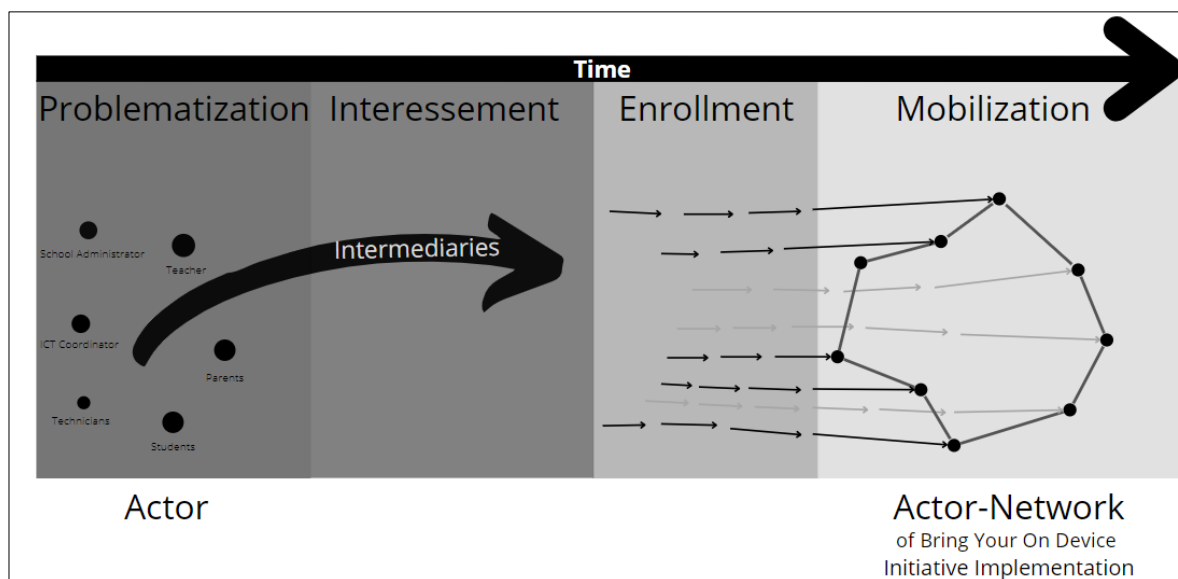 Time
Problematization
Interessement
Enrollment
Mobilization
School Administrator
Teacher
Intermediaries
ICT Coordinator
Parents
Technicians
Students
Actor
Actor-Network
of Bring Your On Device
Initiative Implementation